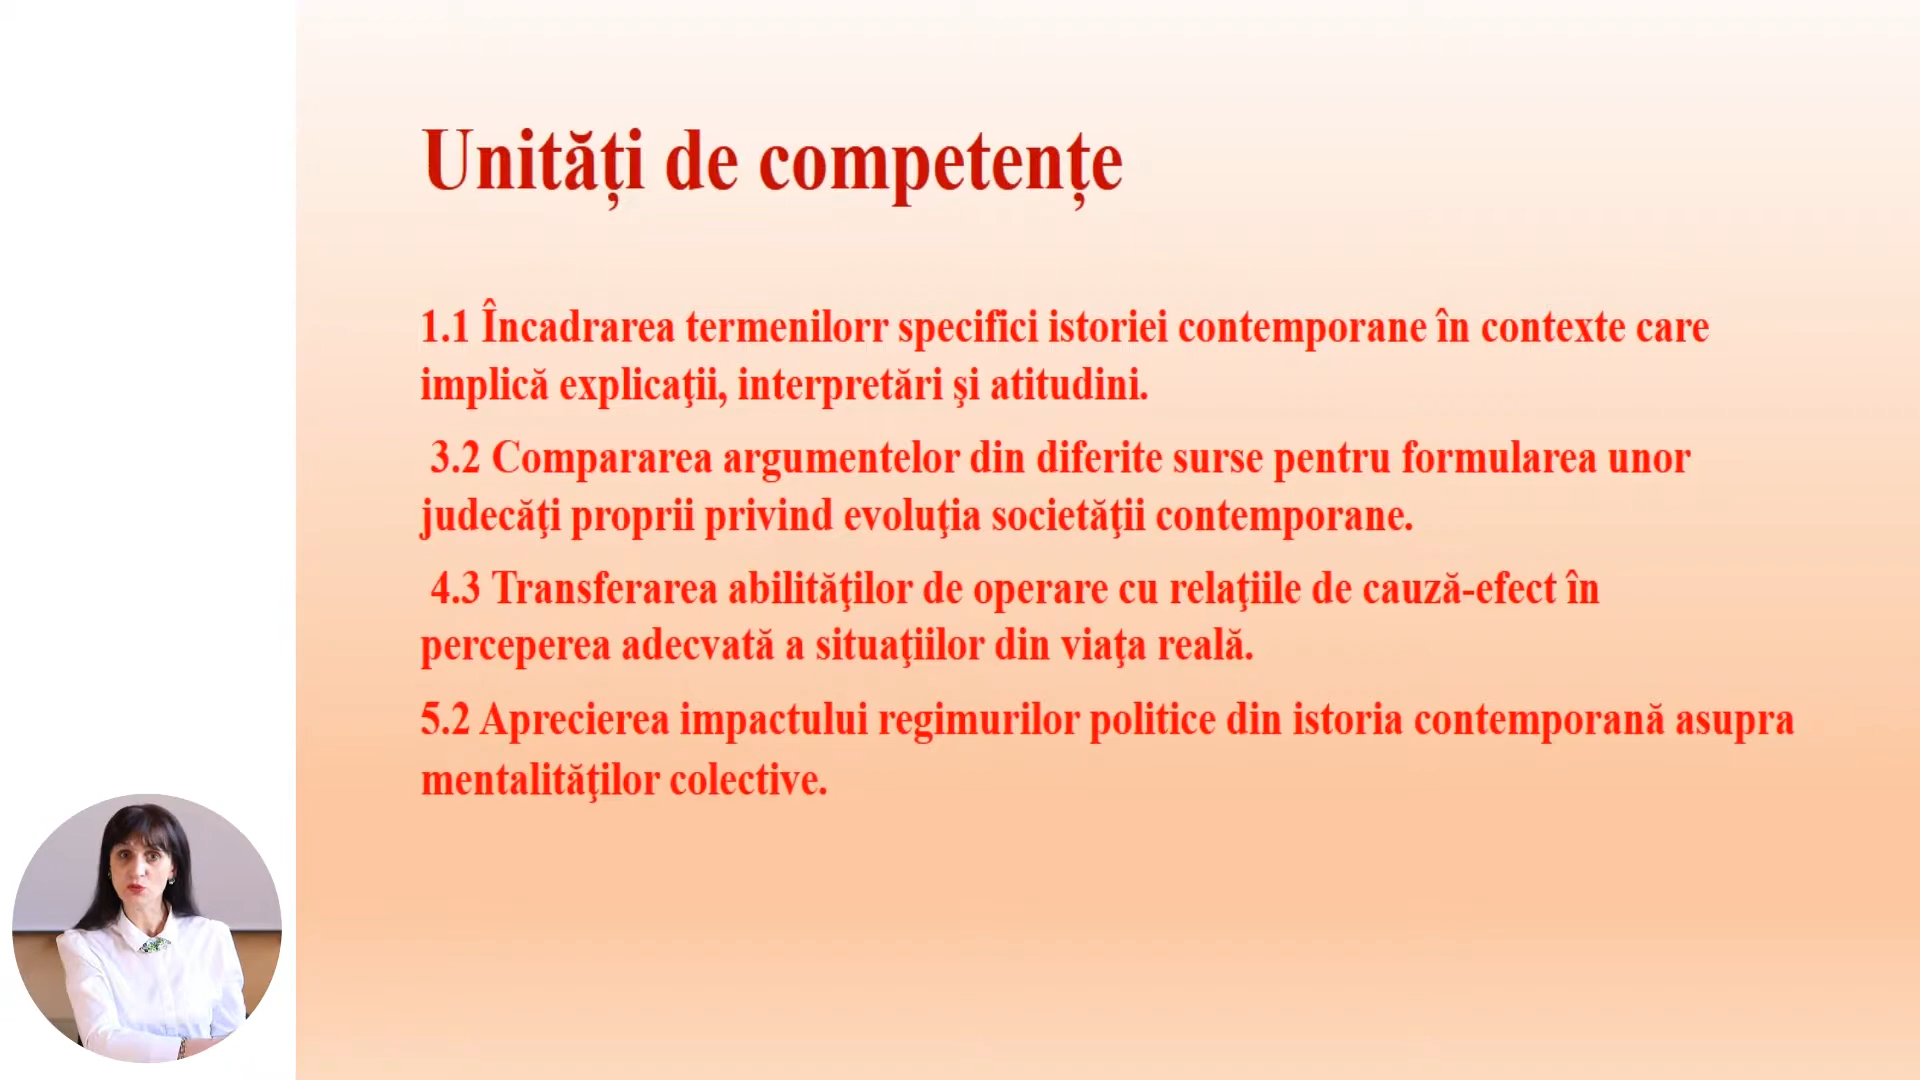 Unități de competențe
1.1 Încadrarea termenilorr specifici istoriei contemporane în contexte care
implică explicaţii, interpretări şi atitudini.
3.2 Compararea argumentelor din diferite surse pentru formularea unor
judecăţi proprii privind evoluţia societăţii contemporane.
4.3 Transferarea abilităţilor de operare cu relaţiile de cauză-efect în
perceperea adecvată a situaţiilor din viaţa reală.
5.2 Aprecierea impactului regimurilor politice din istoria contemporană asupra
mentalităţilor colective.